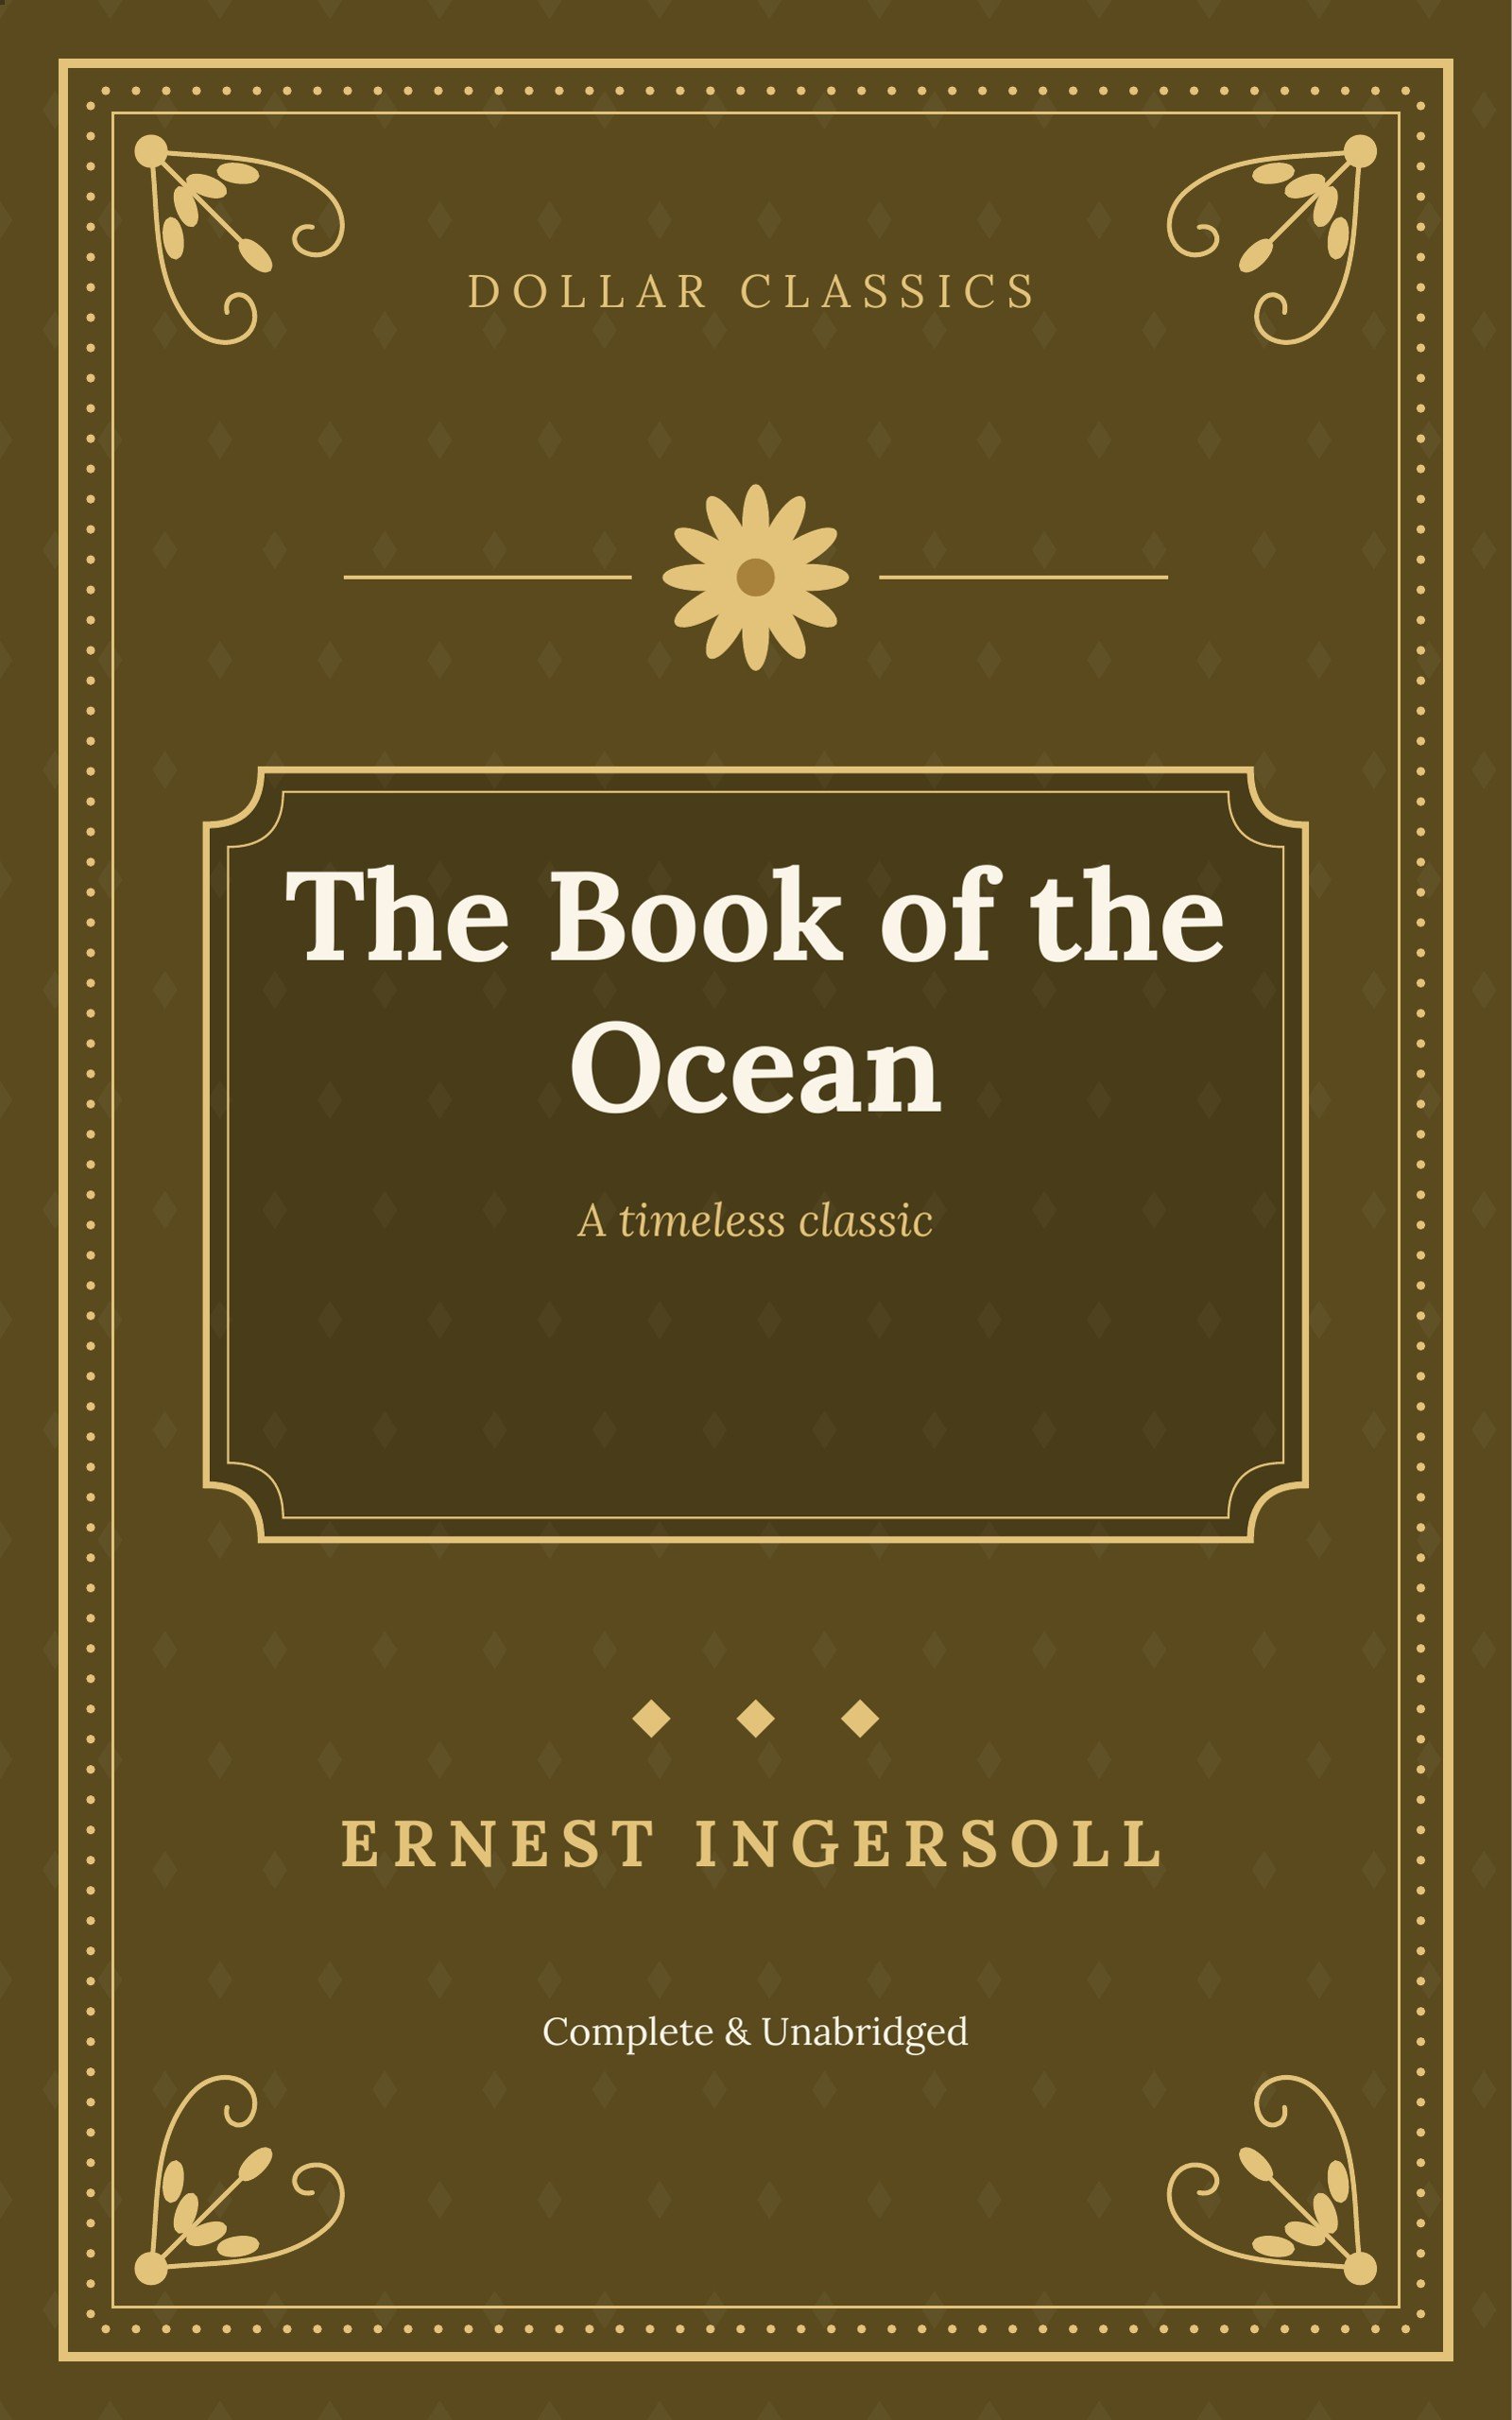 DOLLAR CLASSICS
The Book of the
Ocean
A timeless classic
ERNEST INGERSOLL
Complete & Unabridged